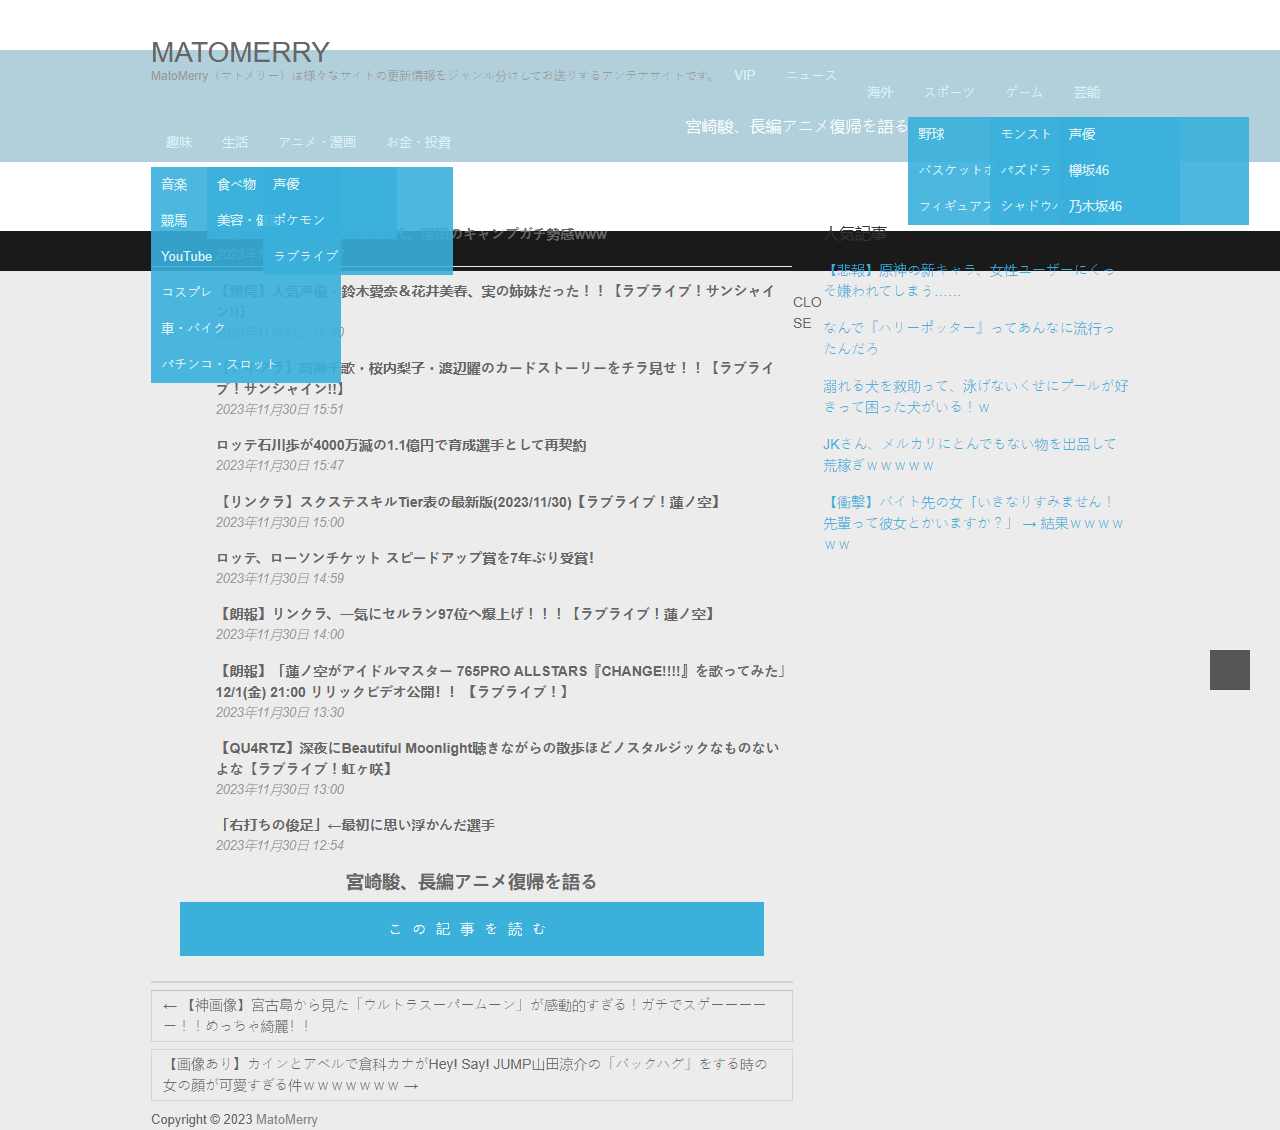 MATOMERRY
MatoMerry（マトメリー）は様々なサイトの更新情報をジャンル分けしてお送りするアンテナサイトです。
VIP ニュース
海外 スポーツ ゲーム 芸能
宮崎駿、長編アニメ復帰を語る
野球 モンスト 声優
バスケットボ パズドラ 欅坂46
フィギュアス シャドウバ 乃木坂46
趣味 生活 アニメ・漫画 お金・投資
音楽 食べ物 声優
競馬 美容・健 ポケモン
YouTube ラブライブ
コスプレ
車・バイク
パチンコ・スロット
のキャンプガチ勢感www
【驚愕】人気声優・鈴木愛奈＆花井美春、実の姉妹だった！！【ラブライブ！サンシャイ
ン!!】
歌・桜内梨子・渡辺曜のカードストーリーをチラ見せ！！【ラブライ
ブ！サンシャイン!!】
2023年11月30日 15:51
ロッテ石川歩が4000万減の1.1億円で育成選手として再契約
2023年11月30日 15:47
【リンクラ】スクステスキルTier表の最新版(2023/11/30)【ラブライブ！蓮ノ空】
2023年11月30日 15:00
ロッテ、ローソンチケット スピードアップ賞を7年ぶり受賞!
2023年11月30日 14:59
【朗報】リンクラ、一気にセルラン97位へ爆上げ！！！【ラブライブ！蓮ノ空】
2023年11月30日 14:00
【朗報】「蓮ノ空がアイドルマスター 765PRO ALLSTARS『CHANGE!!!!』を歌ってみた」
12/1(金) 21:00 リリックビデオ公開！！【ラブライブ！】
2023年11月30日 13:30
【QU4RTZ】深夜にBeautiful Moonlight聴きながらの散歩ほどノスタルジックなものない
よな【ラブライブ！虹ヶ咲】
2023年11月30日 13:00
「右打ちの俊足」←最初に思い浮かんだ選手
2023年11月30日 12:54
宮崎駿、長編アニメ復帰を語る
この記事を読む
← 【神画像】宮古島から見た「ウルトラスーパームーン」が感動的すぎる！ガチでスゲーーーー
ー！！めっちゃ綺麗！！
【画像あり】カインとアベルで倉科カナがHey! Say! JUMP山田涼介の「バックハグ」をする時の
女の顔が可愛すぎる件ｗｗｗｗｗｗｗ →
Copyright © 2023 MatoMerry
CLO
SE
人気記事
【悲報】原神の新キャラ、女性ユーザーにくっ
そ嫌われてしまう……
なんで『ハリーポッター』ってあんなに流行っ
たんだろ
溺れる犬を救助って、泳げないくせにプールが好
きって困った犬がいる！ｗ
JKさん、メルカリにとんでもない物を出品して
荒稼ぎｗｗｗｗｗ
【衝撃】バイト先の女「いきなりすみません！
先輩って彼女とかいますか？」 → 結果ｗｗｗｗ
ｗｗ